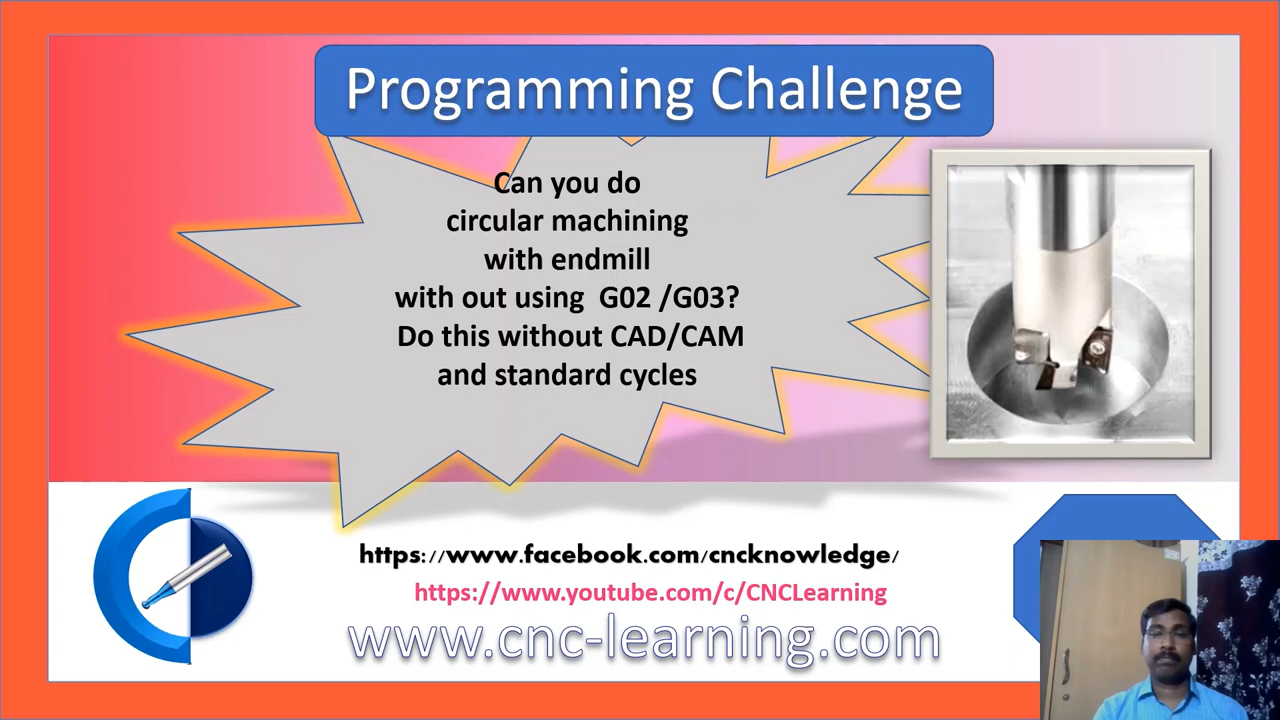 Programming Challenge
Can you do
circular machining
with endmill
with out using  G02 /G03?
Do this without CAD/CAM
and standard cycles
https://www.facebook.com/cncknowledge/
https://www.youtube.com/c/CNCLearning
www.cnc-learning.com